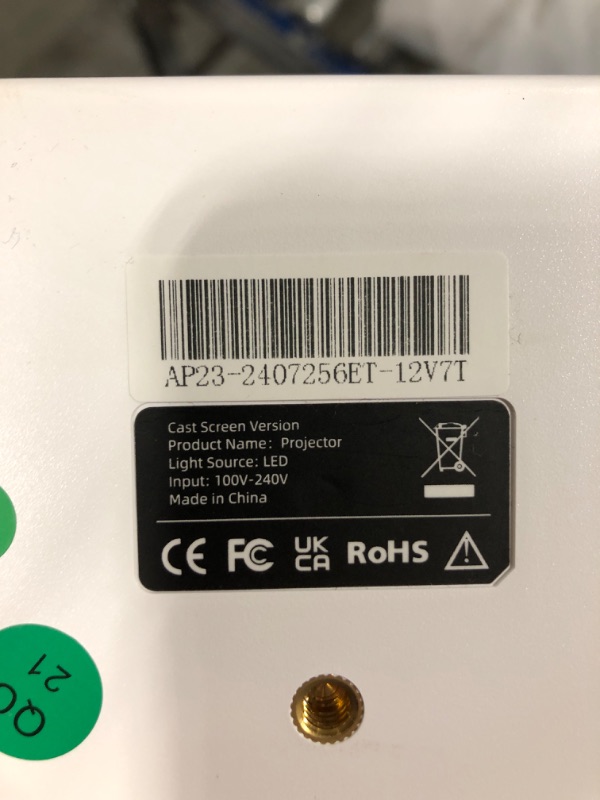 AP23-2407256ET-12V7T
Cast Screen Version
Product Name: Projector
Light Source: LED
Input: 100V-240V
Made in China
CE FC UK CA RoHS
21